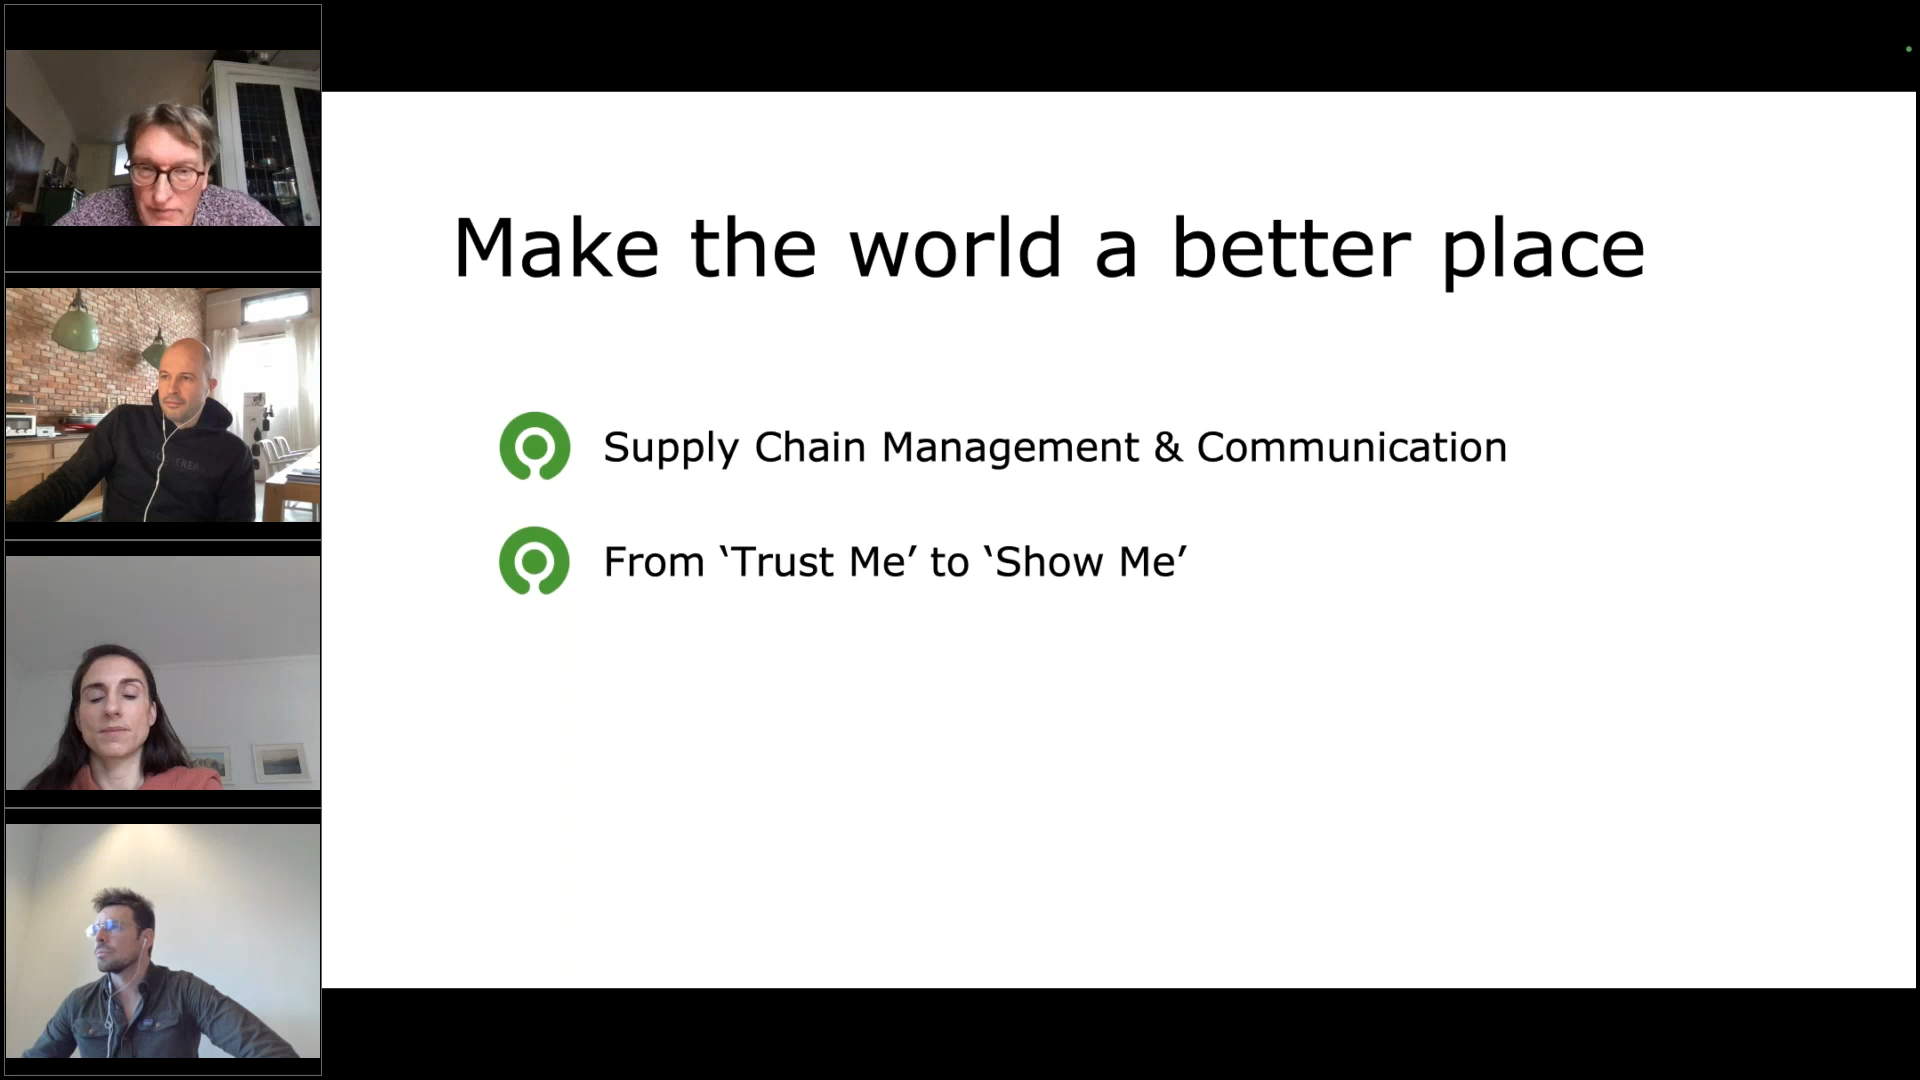 Make the world a better place
Supply Chain Management & Communication
From ‘Trust Me’ to ‘Show Me’